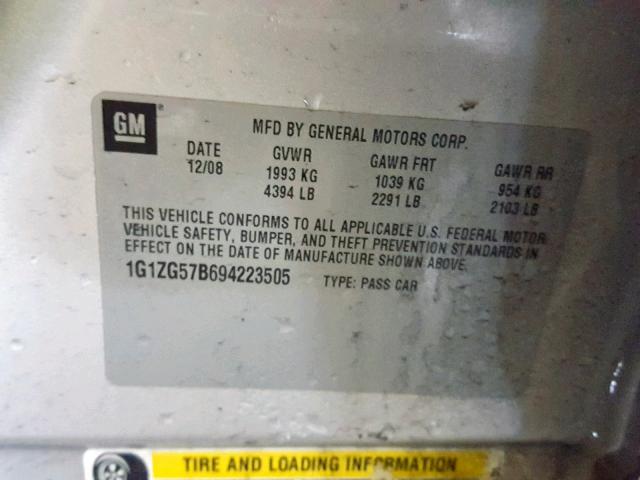 GM ®
MFD BY GENERAL MOTORS CORP.
DATE GVWR GAWR FRT GAWR RR
12/08 1993 KG 1039 KG 954 KG
4394 LB 2291 LB 2103 LB
THIS VEHICLE CONFORMS TO ALL APPLICABLE U.S. FEDERAL MOTOR
VEHICLE SAFETY, BUMPER, AND THEFT PREVENTION STANDARDS IN
EFFECT ON THE DATE OF MANUFACTURE SHOWN ABOVE.
1G1ZG57B694223505 TYPE: PASS CAR
TIRE AND LOADING INFORMATION